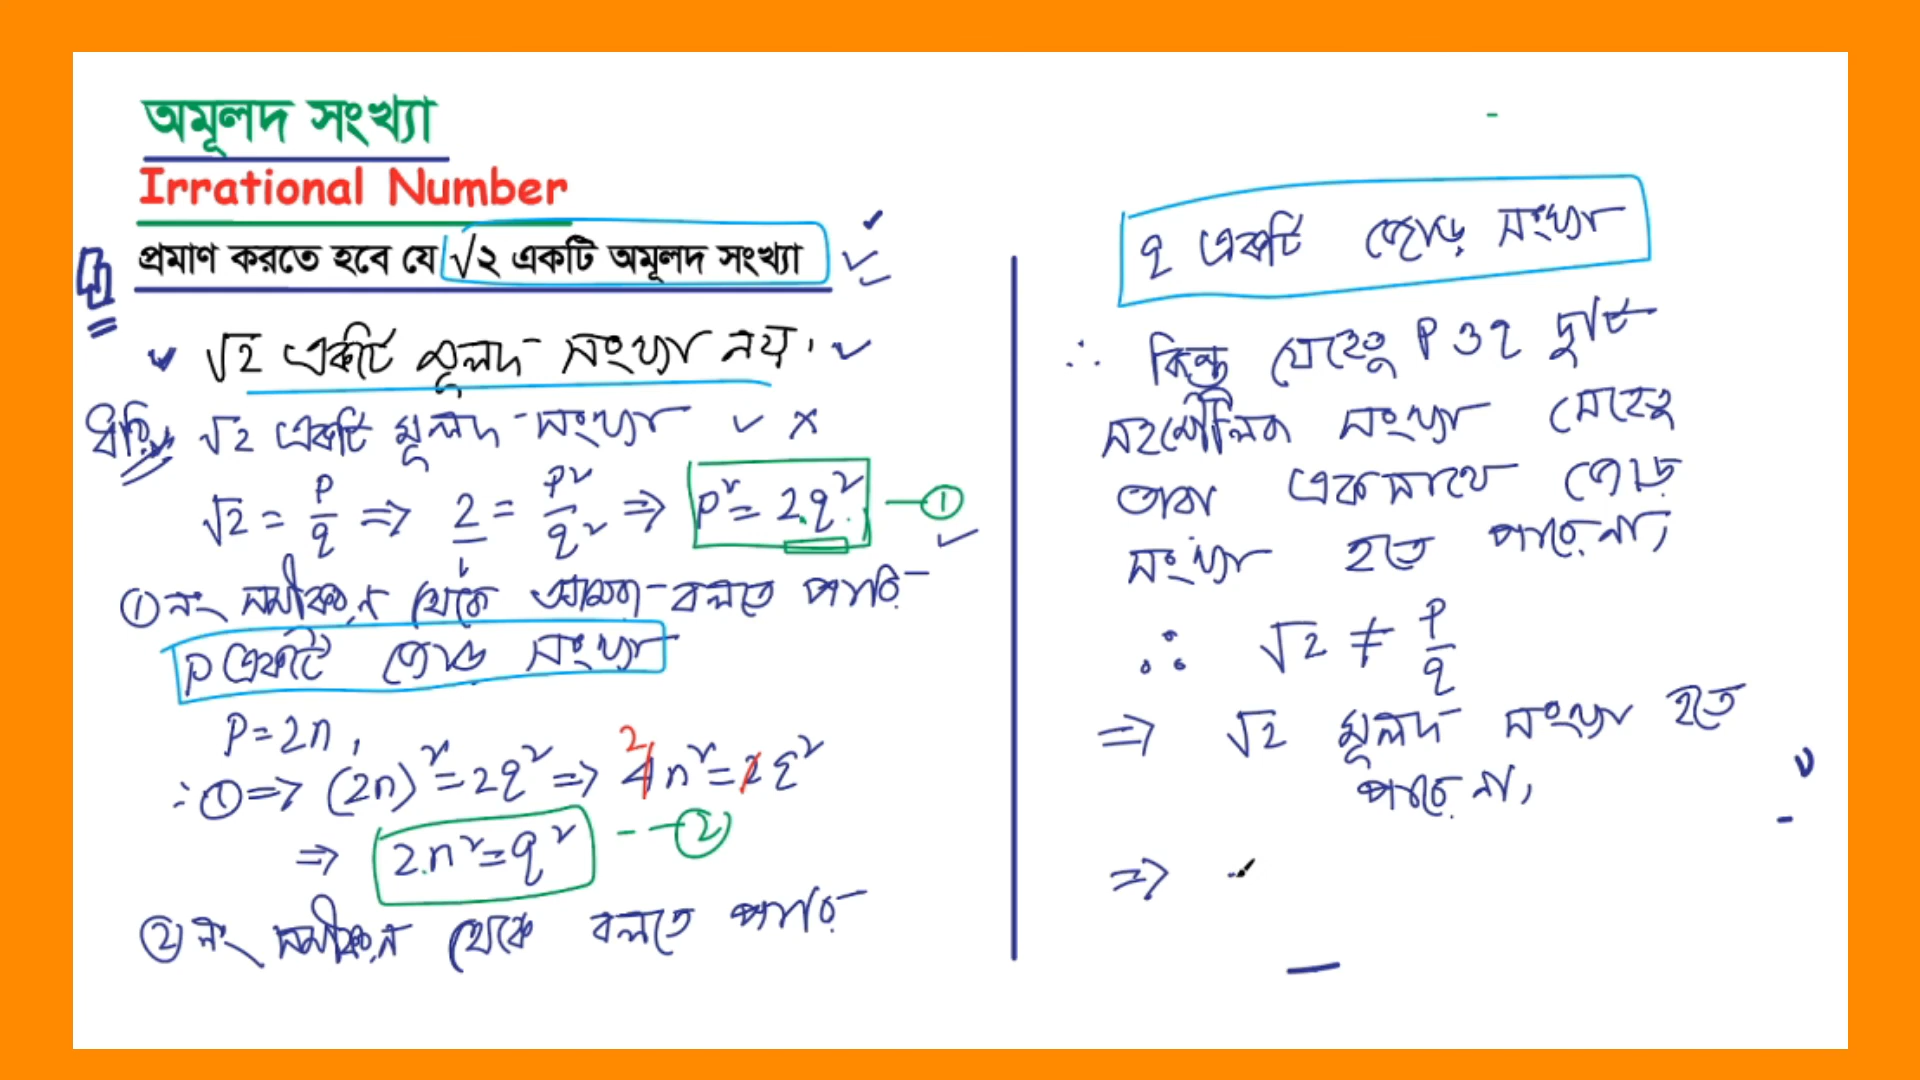 অমূলদ সংখ্যা
Irrational Number
প্রমাণ করতে হবে যে √২ একটি অমূলদ সংখ্যা
√2 একটি মূলদ সংখ্যা নয়।
ধরি, √2 একটি মূলদ সংখ্যা ✓ ×
√2 = p/q ⇒ 2/1 = p²/q² ⇒ p² = 2q² — ①
① নং সমীকরণ থেকে আমরা বলতে পারি
p একটি জোড় সংখ্যা
P = 2n,
∴ ① ⇒ (2n)² = 2q² ⇒ 4n² = 2q²
2
⇒ 2n² = q² --- ②
② নং সমীকরণ থেকে বলতে পারি
q একটি জোড় সংখ্যা
∴ কিন্তু যেহেতু P ও q দুটি
সহমৌলিক সংখ্যা সেহেতু
তারা একসাথে জোড়
সংখ্যা হতে পারে না,
∴ √2 ≠ p/q
⇒ √2 মূলদ সংখ্যা হতে
পারে না,
⇒